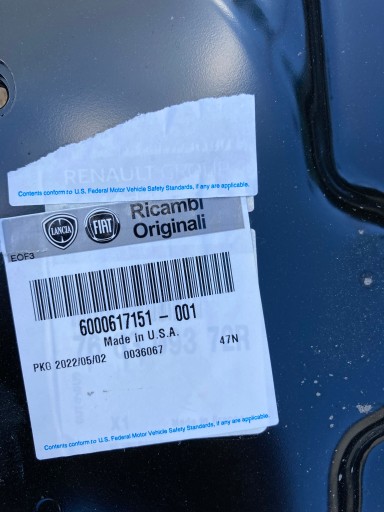 RENAULT
Contents conform to U.S. Federal Motor Vehicle Safety Standards, if any are applicable.
LANCIA
FIAT
Ricambi
Originali
EOF3
6000617151 - 001
Made in U.S.A.
PKG 2022/05/02 0036067 47N
Contents conform to U.S. Federal Motor Vehicle Safety Standards, if any are applicable.